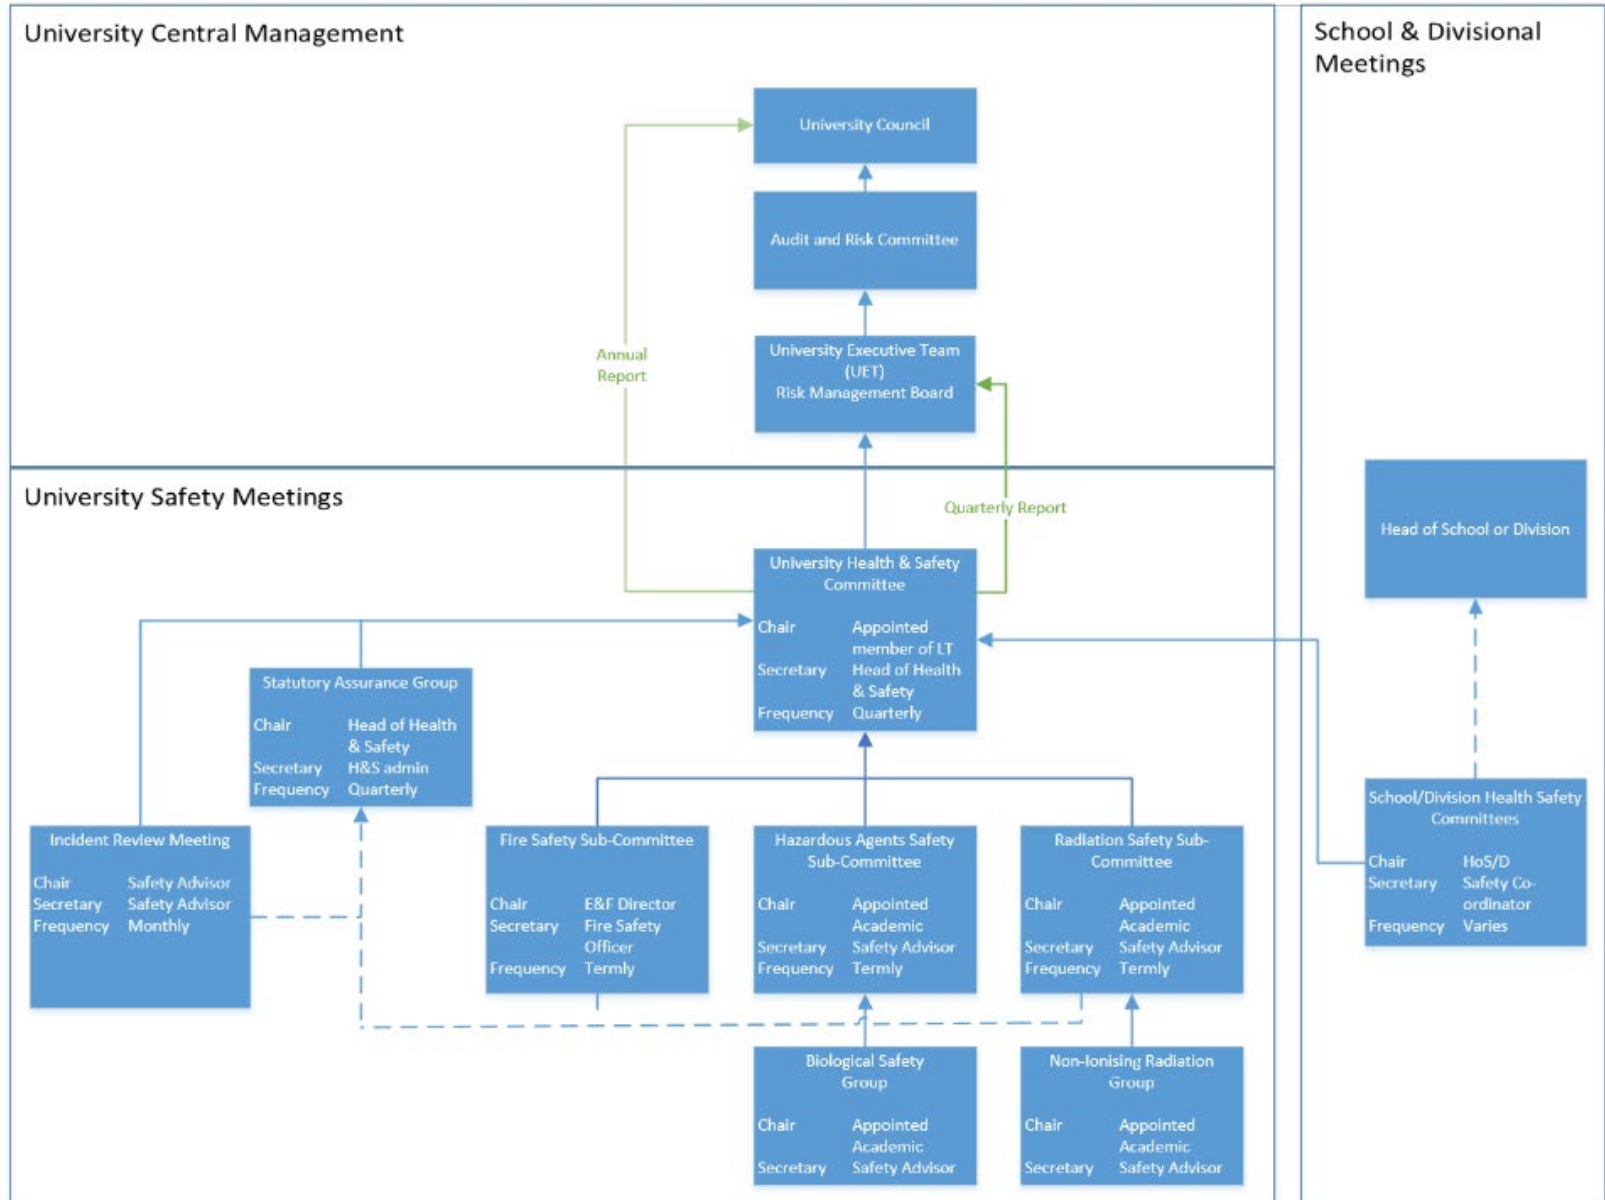 University Central Management
School & Divisional
Meetings
University Council
Audit and Risk Committee
Annual
Report
University Executive Team
(UET)
Risk Management Board
University Safety Meetings
Quarterly Report
Head of School or Division
University Health & Safety
Committee
Chair Appointed
member of LT
Secretary Head of Health
& Safety
Frequency Quarterly
Statutory Assurance Group
Chair Head of Health
& Safety
Secretary H&S admin
Frequency Quarterly
Incident Review Meeting
Chair Safety Advisor
Secretary Safety Advisor
Frequency Monthly
Fire Safety Sub-Committee
Chair E&F Director
Secretary Fire Safety
Officer
Frequency Termly
Hazardous Agents Safety
Sub-Committee
Chair Appointed
Academic
Secretary Safety Advisor
Frequency Termly
Radiation Safety Sub-
Committee
Chair Appointed
Academic
Secretary Safety Advisor
Frequency Termly
School/Division Health Safety
Committees
Chair HoS/D
Secretary Safety Co-
ordinator
Frequency Varies
Biological Safety
Group
Chair Appointed
Academic
Secretary Safety Advisor
Non-Ionising Radiation
Group
Chair Appointed
Academic
Secretary Safety Advisor